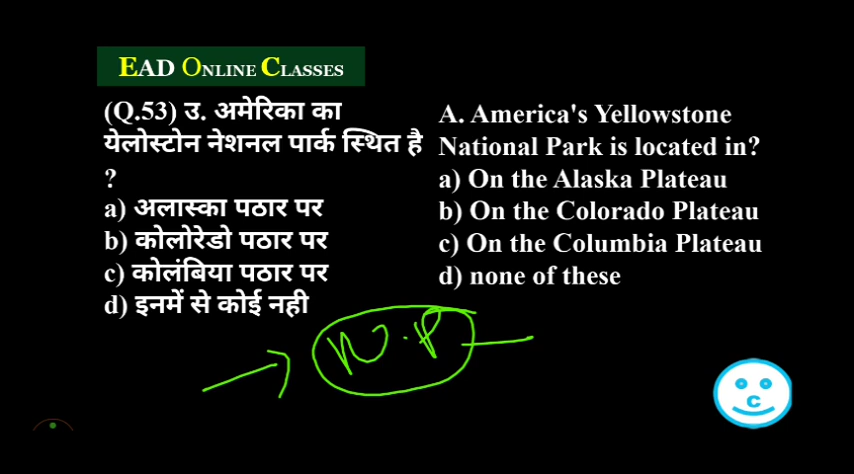 EAD ONLINE CLASSES
(Q.53) उ. अमेरिका का
येलोस्टोन नेशनल पार्क स्थित है
?
a) अलास्का पठार पर
b) कोलोरेडो पठार पर
c) कोलंबिया पठार पर
d) इनमें से कोई नही
A. America's Yellowstone
National Park is located in?
a) On the Alaska Plateau
b) On the Colorado Plateau
c) On the Columbia Plateau
d) none of these
N.P
C